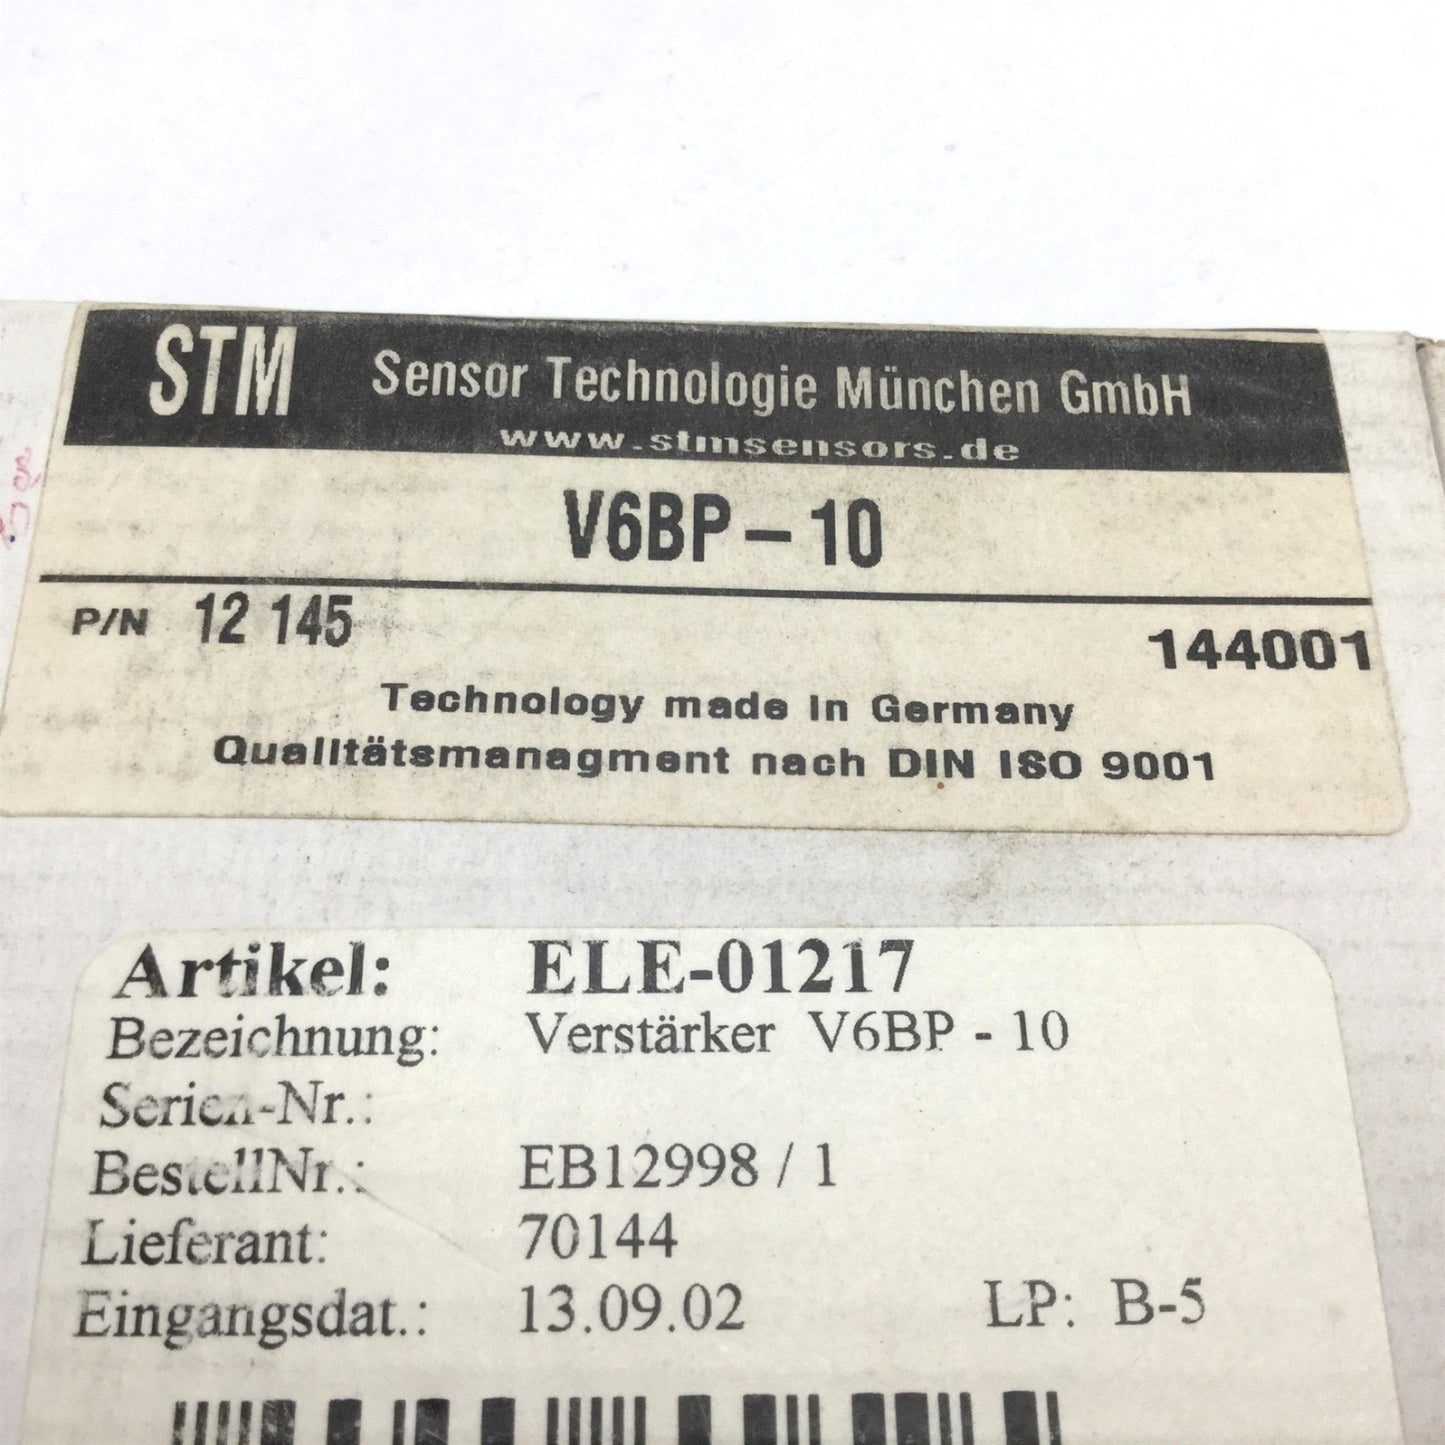 STM Sensor Technologie München GmbH
www.stmsensors.de
V6BP - 10
P/N 12 145
144001
Technology made in Germany
Qualitätsmanagment nach DIN ISO 9001
Artikel: ELE-01217
Bezeichnung: Verstärker V6BP - 10
Serien-Nr.:
BestellNr.: EB12998 / 1
Lieferant: 70144
Eingangsdat.: 13.09.02 LP: B-5